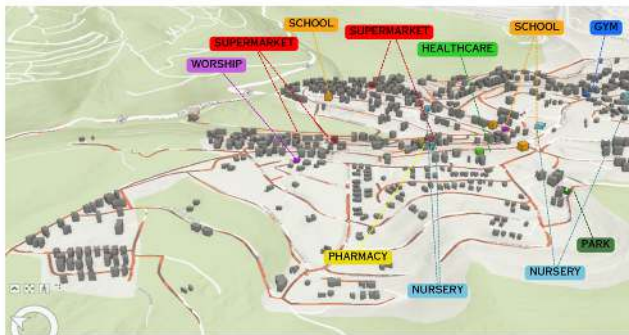 SCHOOL
SUPERMARKET
SCHOOL
GYM
SUPERMARKET
HEALTHCARE
WORSHIP
PHARMACY
PARK
NURSERY
NURSERY